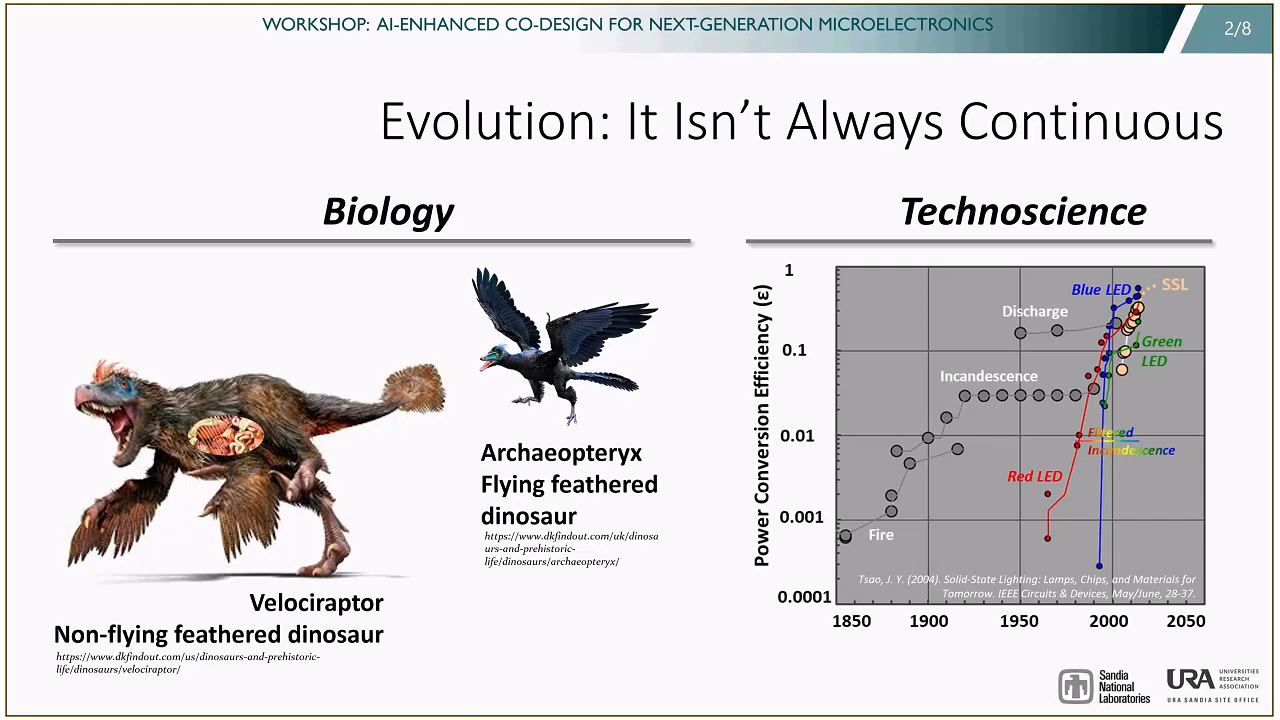 WORKSHOP: AI-ENHANCED CO-DESIGN FOR NEXT-GENERATION MICROELECTRONICS
2/8
Evolution: It Isn’t Always Continuous
Biology
Archaeopteryx
Flying feathered
dinosaur
https://www.dkfindout.com/uk/dinosa
urs-and-prehistoric-
life/dinosaurs/archaeopteryx/
Velociraptor
Non-flying feathered dinosaur
https://www.dkfindout.com/us/dinosaurs-and-prehistoric-
life/dinosaurs/velociraptor/
Technoscience
Power Conversion Efficiency (ε)
1
0.1
0.01
0.001
0.0001
Blue LED
SSL
Discharge
Green
LED
Incandescence
Filtered
Incandescence
Red LED
Fire
Tsao, J. Y. (2004). Solid-State Lighting: Lamps, Chips, and Materials for
Tomorrow. IEEE Circuits & Devices, May/June, 28-37.
1850 1900 1950 2000 2050
Sandia
National
Laboratories
URA
UNIVERSITIES
RESEARCH
ASSOCIATION
URA SANDIA SITE OFFICE